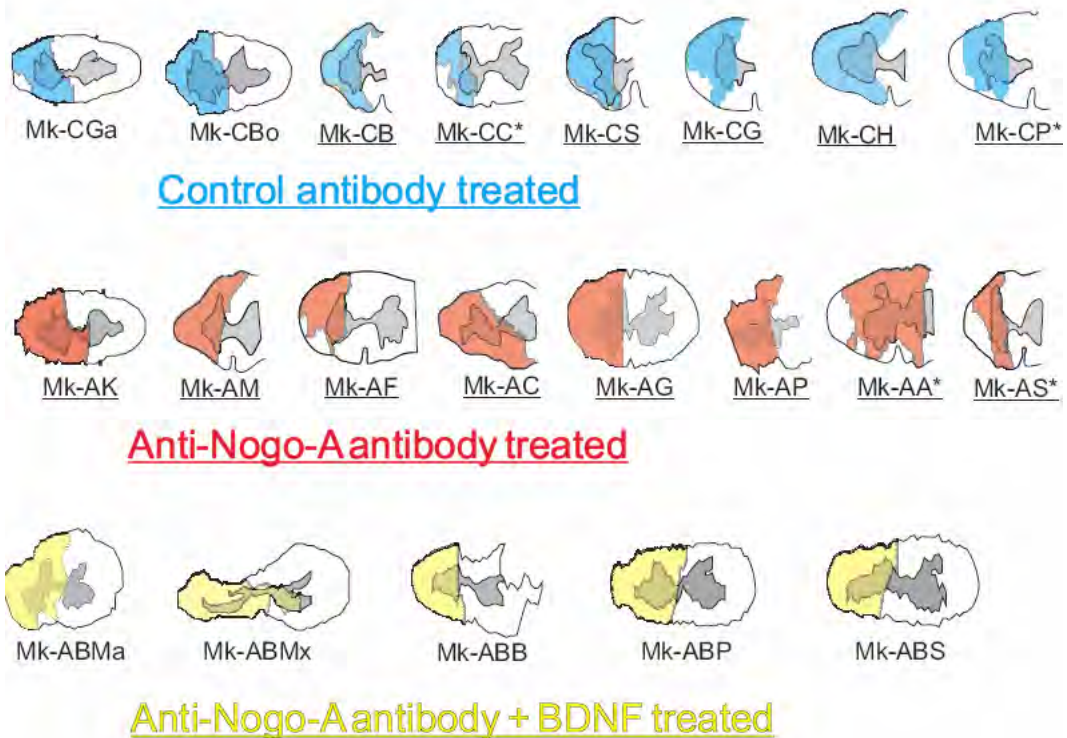 Mk-CGa Mk-CBo Mk-CB Mk-CC* Mk-CS Mk-CG Mk-CH Mk-CP*
Control antibody treated
Mk-AK Mk-AM Mk-AF Mk-AC Mk-AG Mk-AP Mk-AA* Mk-AS*
Anti-Nogo-A antibody treated
Mk-ABMa Mk-ABMx Mk-ABB Mk-ABP Mk-ABS
Anti-Nogo-A antibody + BDNF treated